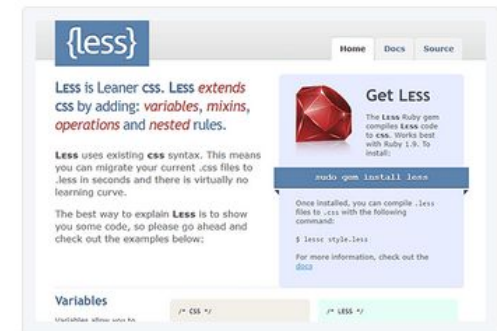 {less}
Home Docs Source
LESS is Leaner css. LESS extends
css by adding: variables, mixins,
operations and nested rules.
LESS uses existing css syntax. This means
you can migrate your current .css files to
.less in seconds and there is virtually no
learning curve.
The best way to explain LESS is to show
you some code, so please go ahead and
check out the examples below:
Get LESS
The LESS Ruby gem
compiles LESS code
to css. Works best
with Ruby 1.9. To
install:
sudo gem install less
Once installed, you can compile .less
files to .css with the following
command:
$ lessc style.less
For more information, check out the
docs
Variables
Variables allow you to
/* CSS */
/* LESS */